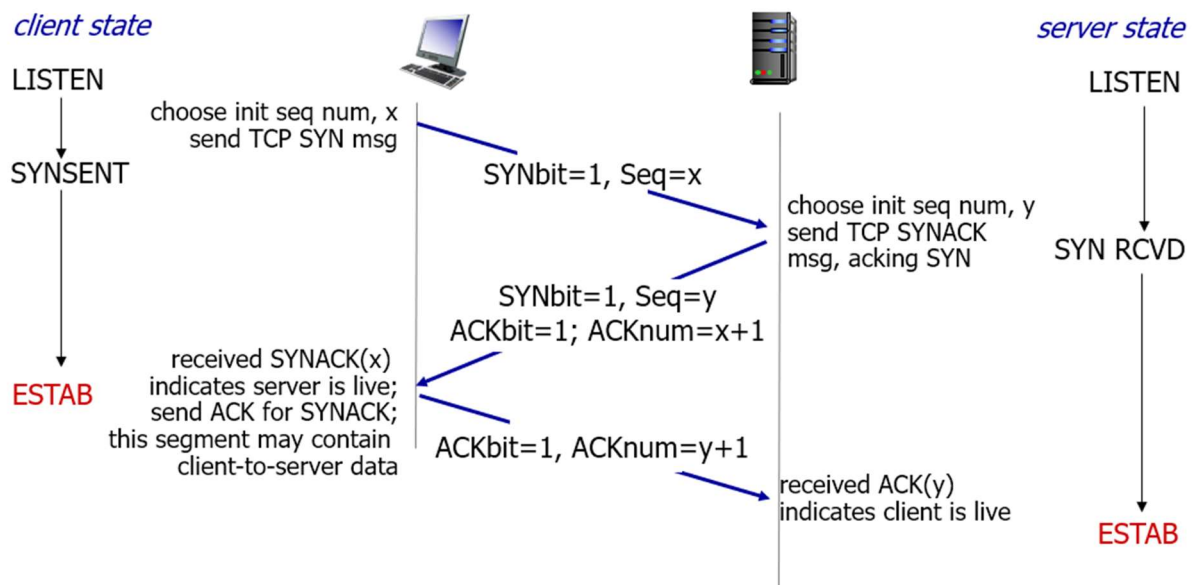 client state
server state
LISTEN
LISTEN
choose init seq num, x
send TCP SYN msg
SYNSENT
SYNbit=1, Seq=x
choose init seq num, y
send TCP SYNACK
msg, acking SYN
SYN RCVD
SYNbit=1, Seq=y
ACKbit=1; ACKnum=x+1
received SYNACK(x)
indicates server is live;
send ACK for SYNACK;
this segment may contain
client-to-server data
ESTAB
ACKbit=1, ACKnum=y+1
received ACK(y)
indicates client is live
ESTAB